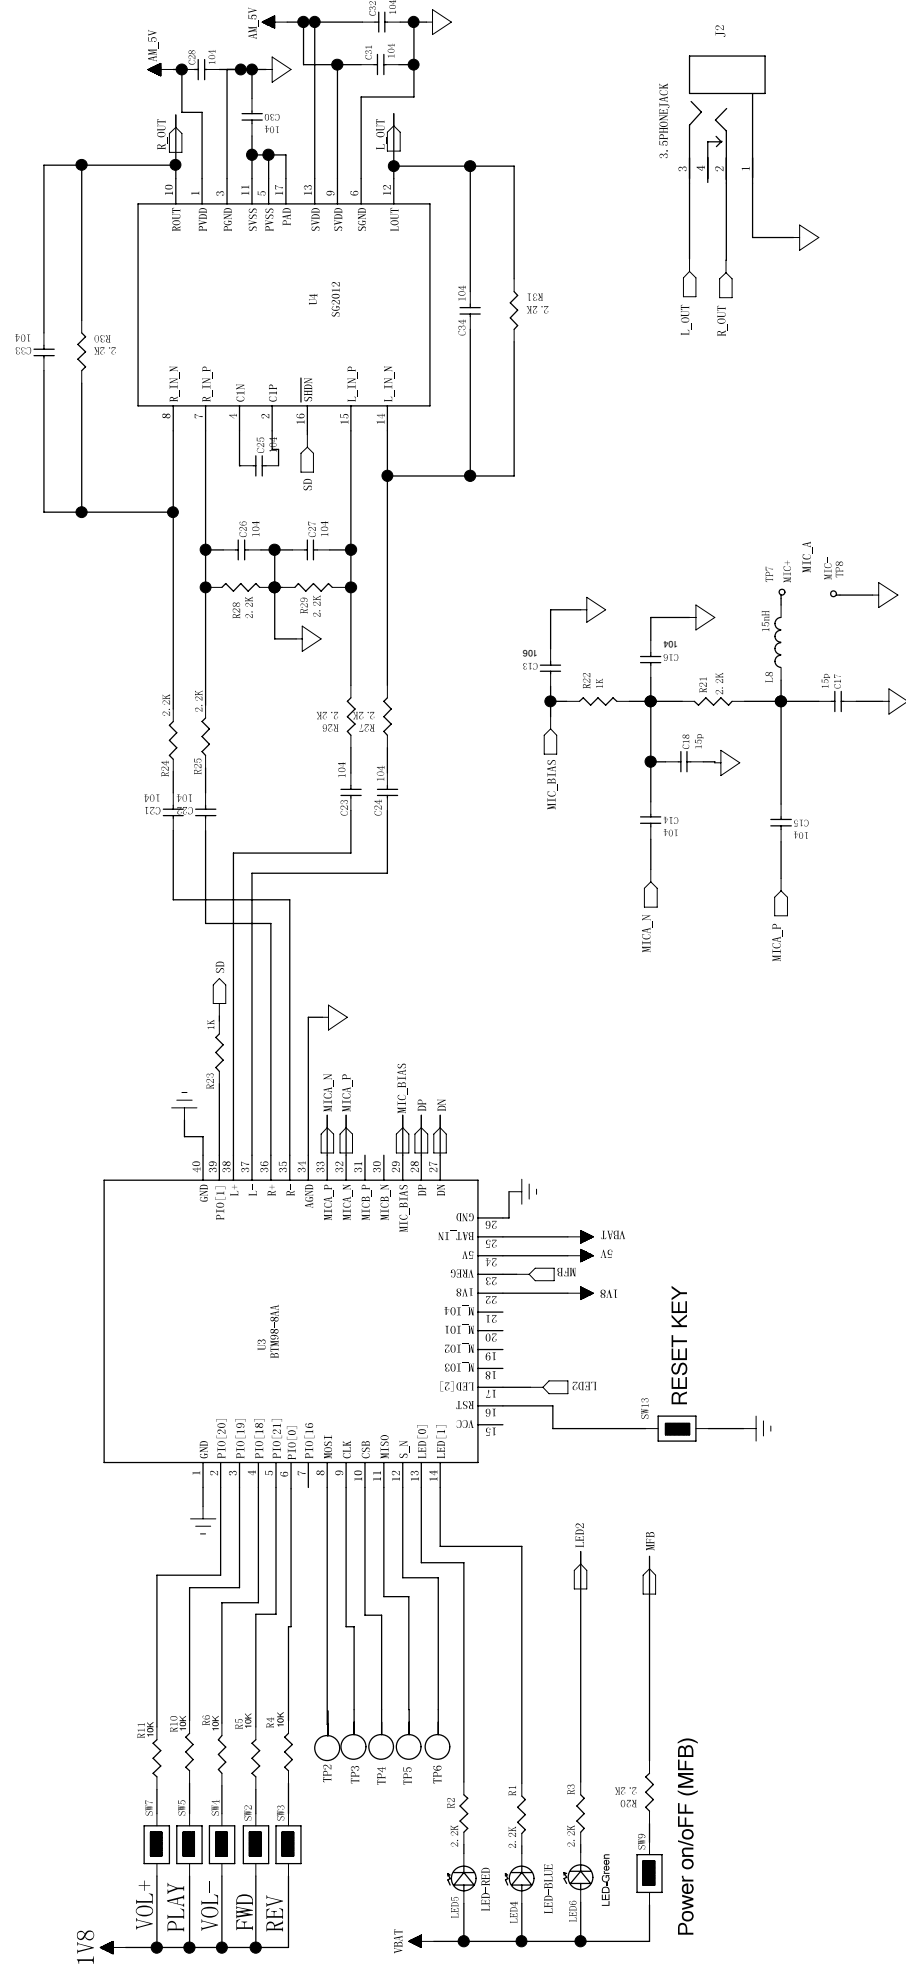 AM_5V
C28
104
C30
104
R_OUT
AM_5V
C32
104
C31
104
L_OUT
10
1
3
11
5
17
13
9
6
12
ROUT
PVDD
PGND
SVSS
PVSS
PAD
SVDD
SVDD
SGND
LOUT
U4
SG2012
R_IN_N
R_IN_P
C1N
C1P
SHDN
L_IN_P
L_IN_N
8
7
4
2
16
15
14
C33
104
R30
2.2K
C34
104
R31
2.2K
C25
104
SD
C26
104
C27
104
R28
2.2K
R29
2.2K
R24
2.2K
R25
2.2K
R26
2.2K
R27
2.2K
C21
104
C22
104
C23
104
C24
104
J2
3.5PHONEJACK
3
4
2
1
L_OUT
R_OUT
MIC_BIAS
C13
106
R22
1K
C16
104
R21
2.2K
C18
15p
C14
104
MICA_N
C15
104
MICA_P
L8
15nH
15p
C17
TP7
MIC+
MIC_A
MIC-
TP8
SD
1K
R23
40
39
38
37
36
35
34
33
32
31
30
29
28
27
GND
PIO[1]
L+
L-
R+
R-
AGND
MICA_P
MICA_N
MICB_P
MICB_N
MIC_BIAS
DP
DN
MICA_N
MICA_P
MIC_BIAS
DP
DN
U3
BTM98-8AA
GND
BAT_IN
5V
VREG
1V8
M_IO4
M_IO1
M_IO2
M_IO3
LED[2]
RST
VCC
26
25
24
23
22
21
20
19
18
17
16
15
VBAT
5V
MFB
1V8
LED2
SW13
RESET KEY
GND
PIO[20]
PIO[19]
PIO[18]
PIO[21]
PIO[0]
PIO[16
MOSI
CLK
CSB
MISO
S_N
LED[0]
LED[1]
1
2
3
4
5
6
7
8
9
10
11
12
13
14
R11
10K
R10
10K
R6
10K
R5
10K
R4
10K
SW7
SW5
SW4
SW2
SW3
VOL+
PLAY
VOL-
FWD
REV
1V8
TP2
TP3
TP4
TP5
TP6
R2
2.2K
R1
2.2K
R3
2.2K
LED5
LED-RED
LED4
LED-BLUE
LED6
LED-Green
LED2
MFB
R20
2.2K
SW9
VBAT
Power on/oFF (MFB)